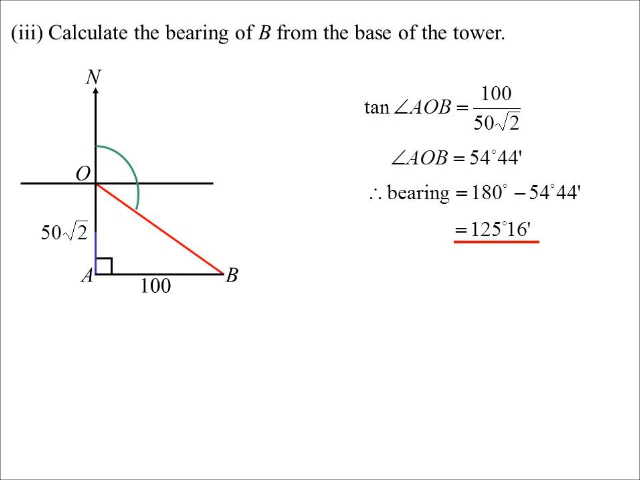 (iii) Calculate the bearing of B from the base of the tower.
N
O
50√2
A
100
B
tan ∠AOB = 100/50√2
∠AOB = 54°44'
∴ bearing = 180° − 54°44'
= 125°16'